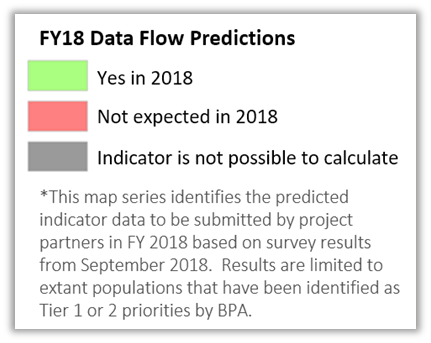 FY18 Data Flow Predictions
Yes in 2018
Not expected in 2018
Indicator is not possible to calculate
*This map series identifies the predicted
indicator data to be submitted by project
partners in FY 2018 based on survey results
from September 2018.  Results are limited to
extant populations that have been identified as
Tier 1 or 2 priorities by BPA.